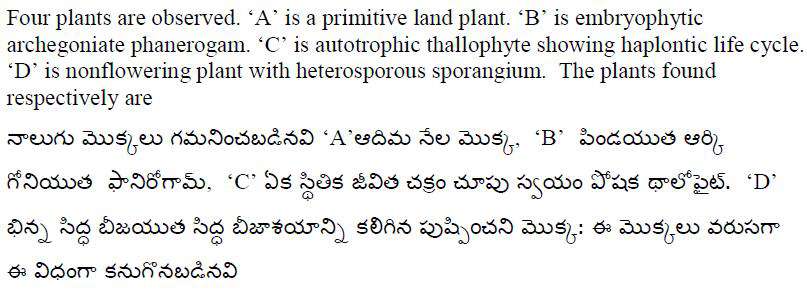 Four plants are observed. ‘A’ is a primitive land plant. ‘B’ is embryophytic
archegoniate phanerogam. ‘C’ is autotrophic thallophyte showing haplontic life cycle.
‘D’ is nonflowering plant with heterosporous sporangium.  The plants found
respectively are
నాలుగు మొక్కలు గమనించబడినవి ‘A’ఆదిమ నేల మొక్క, ‘B’ పిండయుత ఆర్కి
గోనియుత ఫానిరోగామ్, ‘C’ ఏక స్థితిక జీవిత చక్రం చూపు స్వయం పోషక థాలోఫైట్. ‘D’
భిన్న సిద్ధ బీజయుత సిద్ధ బీజాశయాన్ని కలిగిన పుష్పించని మొక్క: ఈ మొక్కలు వరుసగా
ఈ విధంగా కనుగొనబడినవి